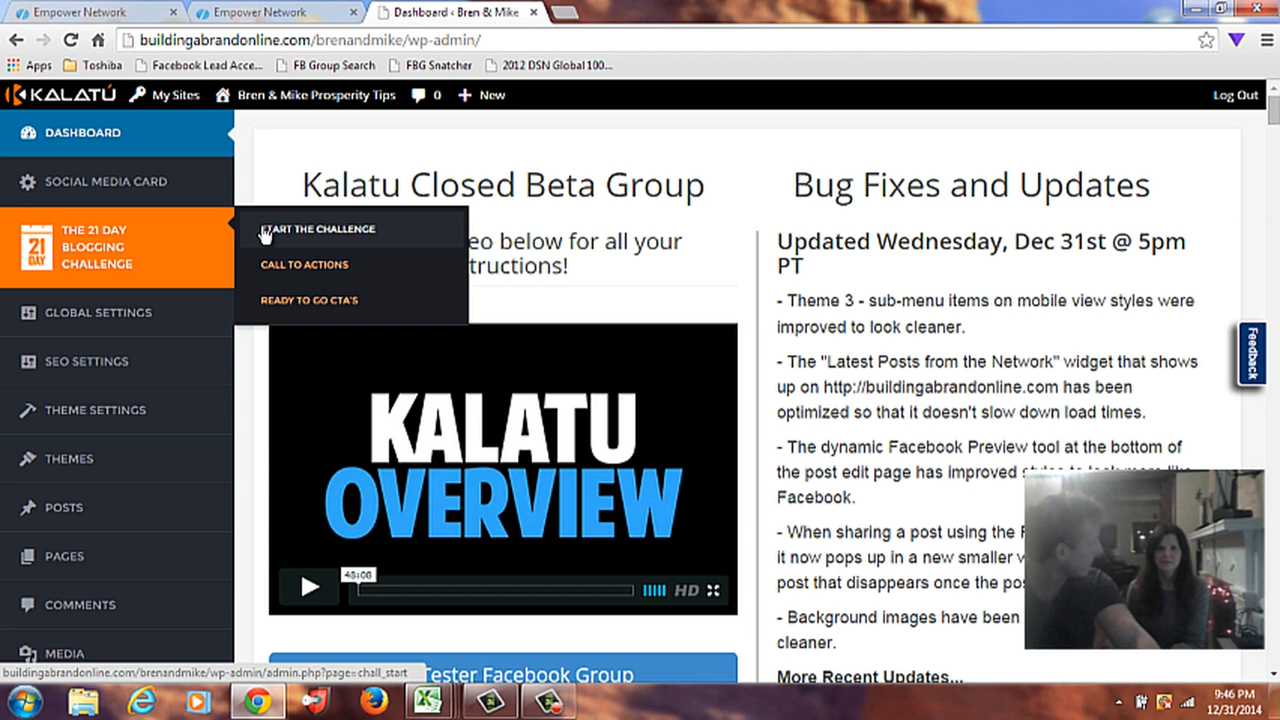 Empower Network
Empower Network
Dashboard ‹ Bren & Mike
buildingabrandonline.com/brenandmike/wp-admin/
Apps
Toshiba
Facebook Lead Acce...
FB Group Search
FBG Snatcher
2012 DSN Global 100...
KALATÚ
My Sites
Bren & Mike Prosperity Tips
0
New
Log Out
DASHBOARD
SOCIAL MEDIA CARD
21
DAY
THE 21 DAY
BLOGGING
CHALLENGE
START THE CHALLENGE
CALL TO ACTIONS
READY TO GO CTA'S
GLOBAL SETTINGS
SEO SETTINGS
THEME SETTINGS
THEMES
POSTS
PAGES
COMMENTS
MEDIA
Kalatu Closed Beta Group
below for all your
KALATU
OVERVIEW
48:08
HD
Tester Facebook Group
Bug Fixes and Updates
Updated Wednesday, Dec 31st @ 5pm
PT
- Theme 3 - sub-menu items on mobile view styles were
improved to look cleaner.
- The "Latest Posts from the Network" widget that shows
up on http://buildingabrandonline.com has been
optimized so that it doesn't slow down load times.
- The dynamic Facebook Preview tool at the bottom of
the post edit page has improved styles to look more like
Facebook.
- When sharing a post using the
it now pops up in a new smaller
post that disappears once the
- Background images have been
cleaner.
More Recent Updates...
Feedback
buildingabrandonline.com/brenandmike/wp-admin/admin.php?page=chall_start
9:46 PM
12/31/2014